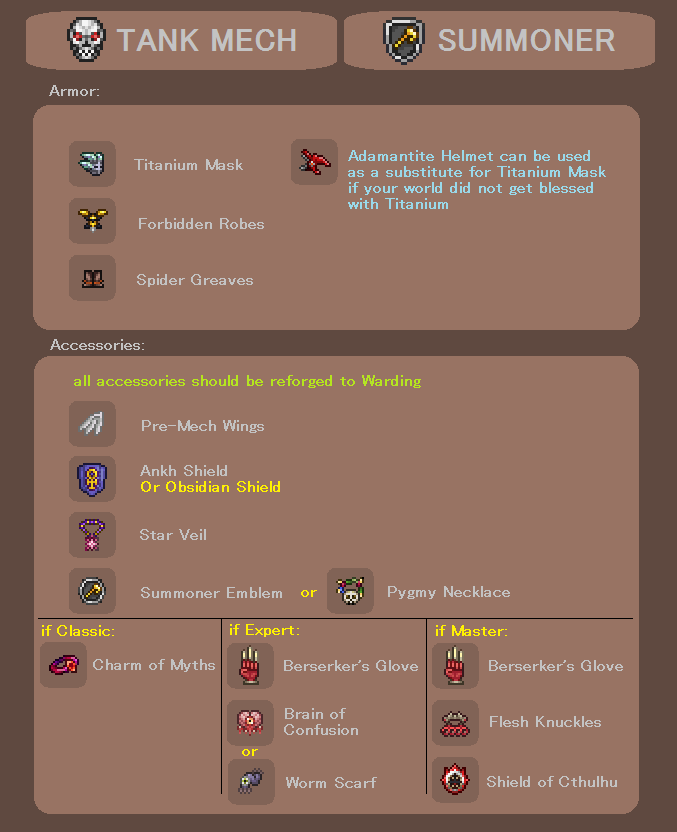 TANK MECH
SUMMONER
Armor:
Titanium Mask
Adamantite Helmet can be used
as a substitute for Titanium Mask
if your world did not get blessed
with Titanium
Forbidden Robes
Spider Greaves
Accessories:
all accessories should be reforged to Warding
Pre-Mech Wings
Ankh Shield
Or Obsidian Shield
Star Veil
Summoner Emblem or Pygmy Necklace
if Classic:
Charm of Myths
if Expert:
Berserker's Glove
Brain of
Confusion
or
Worm Scarf
if Master:
Berserker's Glove
Flesh Knuckles
Shield of Cthulhu